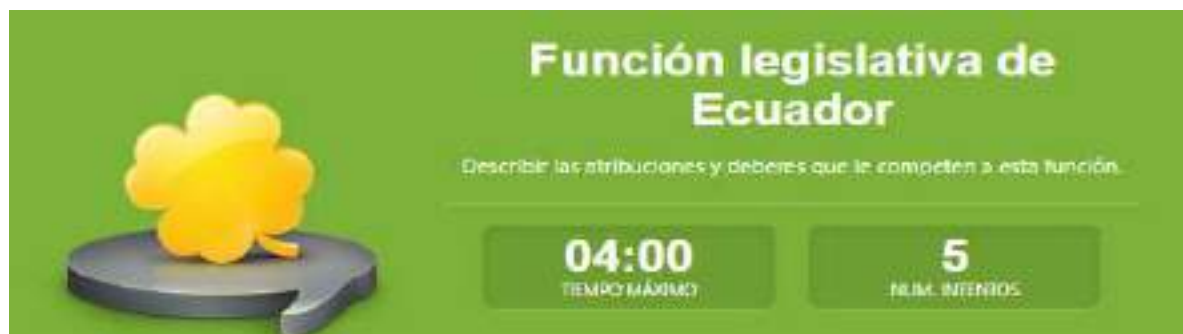 Función legislativa de
Ecuador
Describir las atribuciones y deberes que le competen a esta función.
04:00
5
TIEMPO MÁXIMO
NUM. INTENTOS